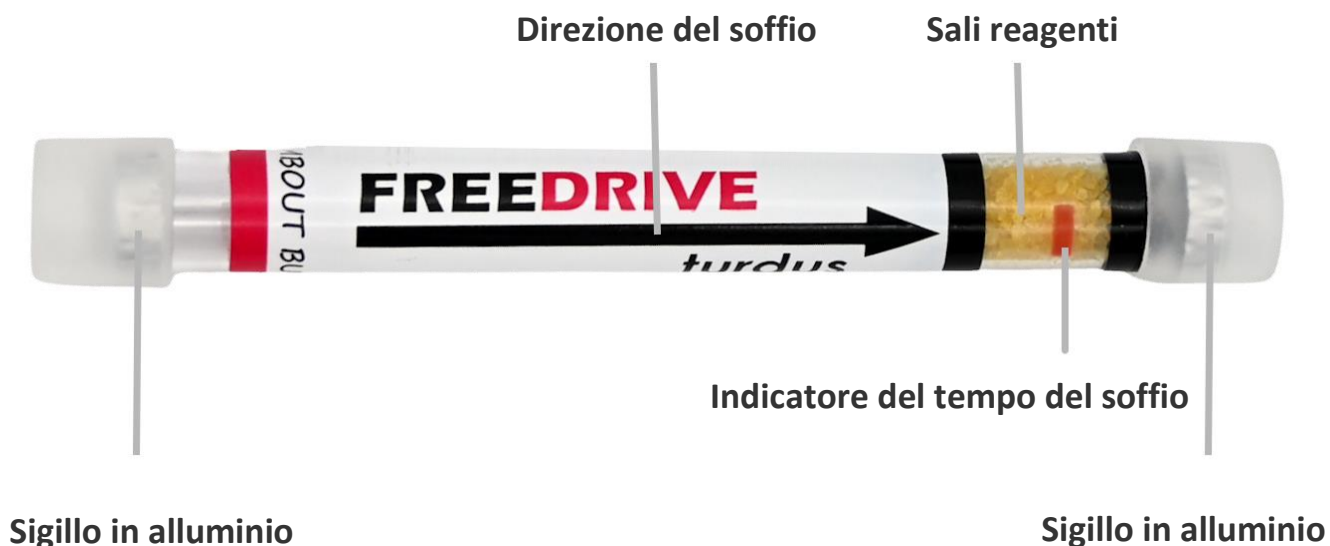 Direzione del soffio
Sali reagenti
FREEDRIVE
turdus
Indicatore del tempo del soffio
Sigillo in alluminio
Sigillo in alluminio